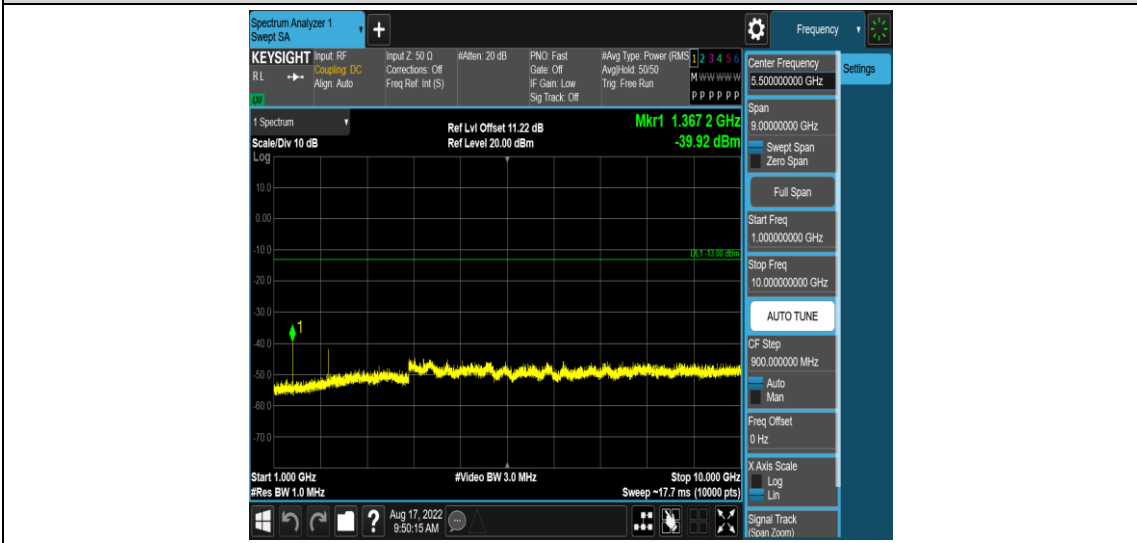 Spectrum Analyzer 1
Swept SA
+
Frequency
KEYSIGHT
RL
LXI
Input: RF
Coupling: DC
Align: Auto
Input Z: 50 Ω
Corrections: Off
Freq Ref: Int (S)
#Atten: 20 dB
PNO: Fast
Gate: Off
IF Gain: Low
Sig Track: Off
#Avg Type: Power (RMS
Avg|Hold: 50/50
Trig: Free Run
1 2 3 4 5 6
M W W W W W
P P P P P P
Center Frequency
5.500000000 GHz
Settings
Span
9.00000000 GHz
Swept Span
Zero Span
Full Span
Start Freq
1.000000000 GHz
Stop Freq
10.000000000 GHz
AUTO TUNE
CF Step
900.000000 MHz
Auto
Man
Freq Offset
0 Hz
X Axis Scale
Log
Lin
Signal Track
(Span Zoom)
1 Spectrum
Scale/Div 10 dB
Log
Ref Lvl Offset 11.22 dB
Ref Level 20.00 dBm
Mkr1 1.367 2 GHz
-39.92 dBm
10.0
0.00
-10.0
DL1 -13.00 dBm
-20.0
-30.0
1
-40.0
-50.0
-60.0
-70.0
Start 1.000 GHz
#Res BW 1.0 MHz
#Video BW 3.0 MHz
Stop 10.000 GHz
Sweep ~17.7 ms (10000 pts)
?
Aug 17, 2022
9:50:15 AM